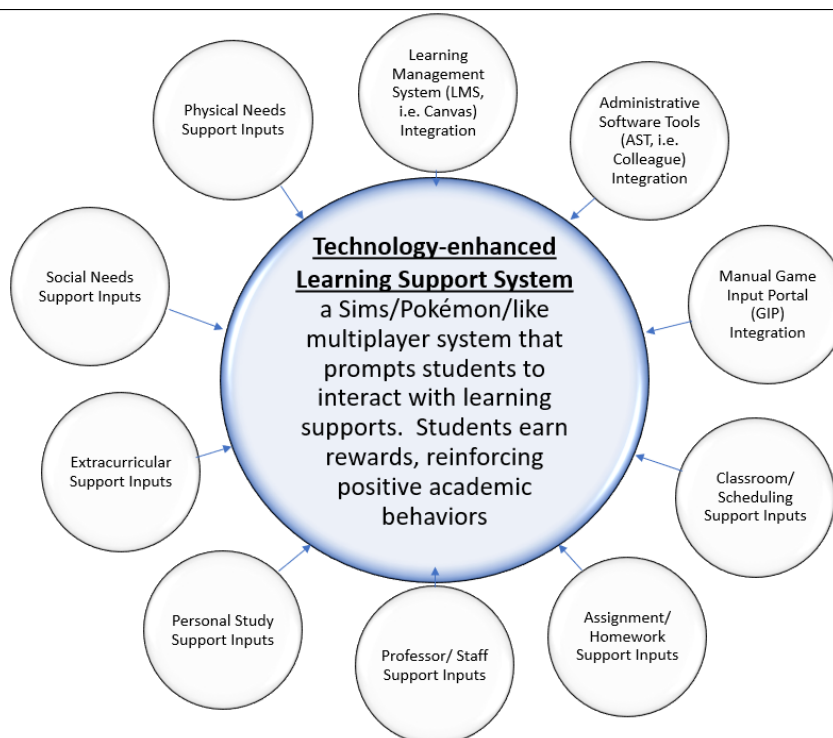 Learning
Management
System (LMS,
i.e. Canvas)
Integration
Administrative
Software Tools
(AST, i.e.
Colleague)
Integration
Manual Game
Input Portal
(GIP)
Integration
Classroom/
Scheduling
Support Inputs
Assignment/
Homework
Support Inputs
Professor/ Staff
Support Inputs
Personal Study
Support Inputs
Extracurricular
Support Inputs
Social Needs
Support Inputs
Physical Needs
Support Inputs
Technology-enhanced
Learning Support System
a Sims/Pokémon/like
multiplayer system that
prompts students to
interact with learning
supports.  Students earn
rewards, reinforcing
positive academic
behaviors